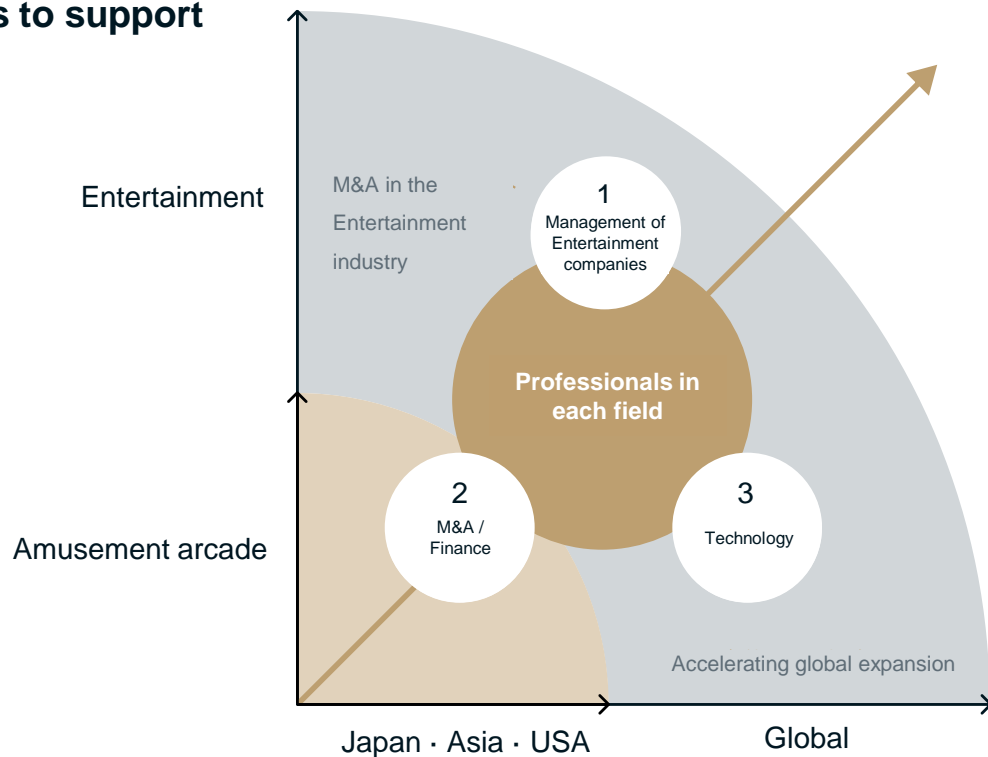 s to support
Entertainment
M&A in the
Entertainment
industry
1
Management of
Entertainment
companies
Professionals in
each field
2
M&A /
Finance
3
Technology
Amusement arcade
Accelerating global expansion
Japan · Asia · USA
Global